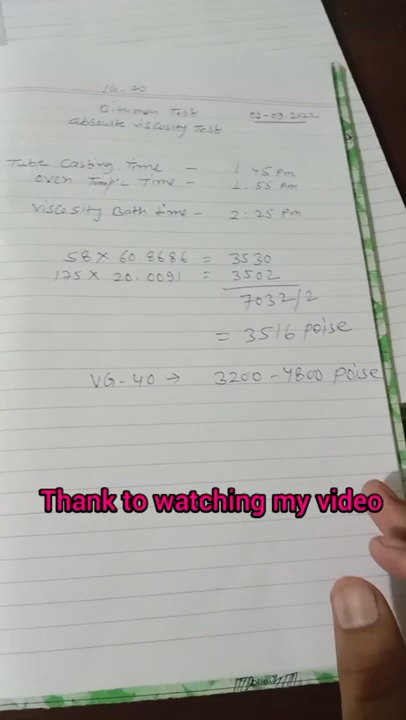 Bitumen Test 01-09-2022
absolute viscosity Test
Tube Casting time - 1:45 Pm
oven Temp'c Time - 1:55 Pm
viscosity Bath time - 2:25 Pm
58 × 60.8686 = 3530
175 × 20.0091 = 3502
7032/2
= 3516 poise
VG-40 → 3200-4800 poise
Thank to watching my video